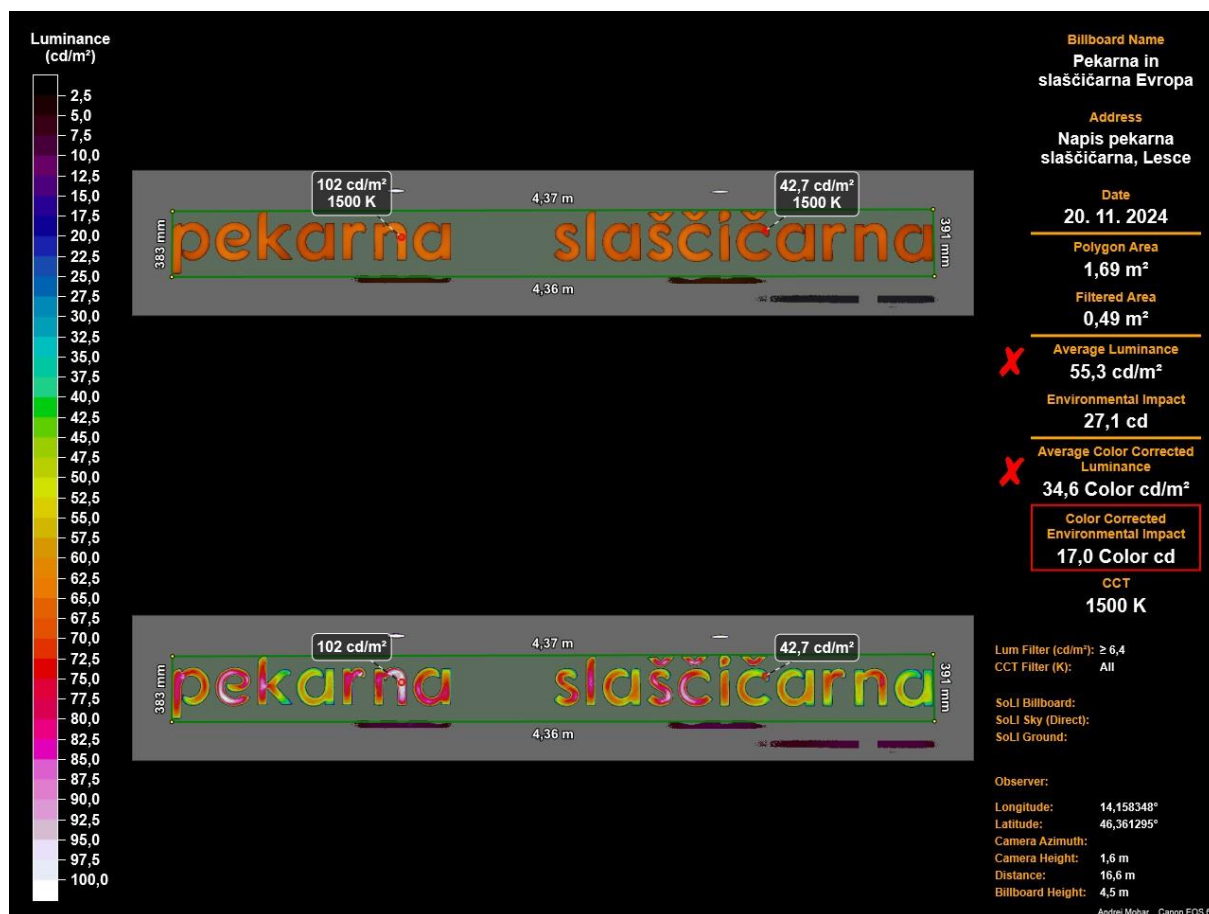 Luminance
(cd/m²)
2,5
5,0
7,5
10,0
12,5
15,0
17,5
20,0
22,5
25,0
27,5
30,0
32,5
35,0
37,5
40,0
42,5
45,0
47,5
50,0
52,5
55,0
57,5
60,0
62,5
65,0
67,5
70,0
72,5
75,0
77,5
80,0
82,5
85,0
87,5
90,0
92,5
95,0
97,5
100,0
102 cd/m²
1500 K
4,37 m
42,7 cd/m²
1500 K
383 mm
pekarna slaščičarna
391 mm
4,36 m
102 cd/m²
4,37 m
42,7 cd/m²
383 mm
pekarna slaščičarna
391 mm
4,36 m
Billboard Name
Pekarna in
slaščičarna Evropa
Address
Napis pekarna
slaščičarna, Lesce
Date
20. 11. 2024
Polygon Area
1,69 m²
Filtered Area
0,49 m²
Average Luminance
55,3 cd/m²
Environmental Impact
27,1 cd
Average Color Corrected
Luminance
34,6 Color cd/m²
Color Corrected
Environmental Impact
17,0 Color cd
CCT
1500 K
Lum Filter (cd/m²): ≥ 6,4
CCT Filter (K): All
SoLI Billboard:
SoLI Sky (Direct):
SoLI Ground:
Observer:
Longitude: 14,158348°
Latitude: 46,361295°
Camera Azimuth:
Camera Height: 1,6 m
Distance: 16,6 m
Billboard Height: 4,5 m
Andrej Mohar Canon EOS